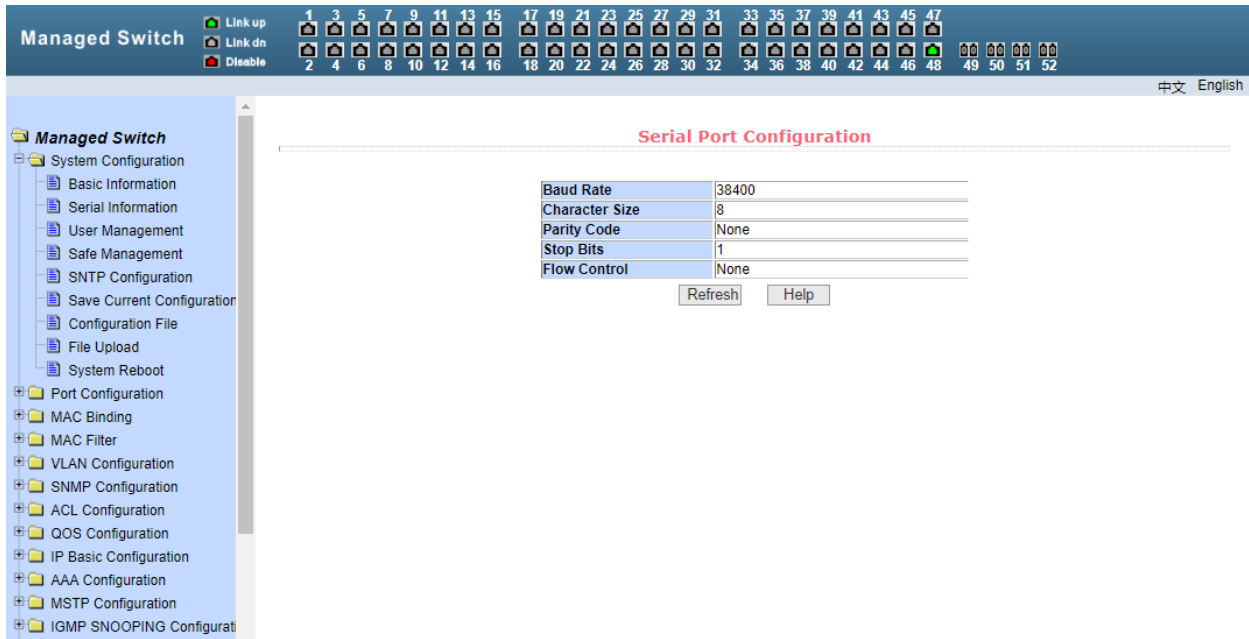 Managed Switch
Link up
Link dn
Disable
1 3 5 7 9 11 13 15 17 19 21 23 25 27 29 31 33 35 37 39 41 43 45 47
2 4 6 8 10 12 14 16 18 20 22 24 26 28 30 32 34 36 38 40 42 44 46 48 49 50 51 52
中文 English
Managed Switch
System Configuration
Basic Information
Serial Information
User Management
Safe Management
SNTP Configuration
Save Current Configuration
Configuration File
File Upload
System Reboot
Port Configuration
MAC Binding
MAC Filter
VLAN Configuration
SNMP Configuration
ACL Configuration
QOS Configuration
IP Basic Configuration
AAA Configuration
MSTP Configuration
IGMP SNOOPING Configurati
Serial Port Configuration
Baud Rate 38400
Character Size 8
Parity Code None
Stop Bits 1
Flow Control None
Refresh Help